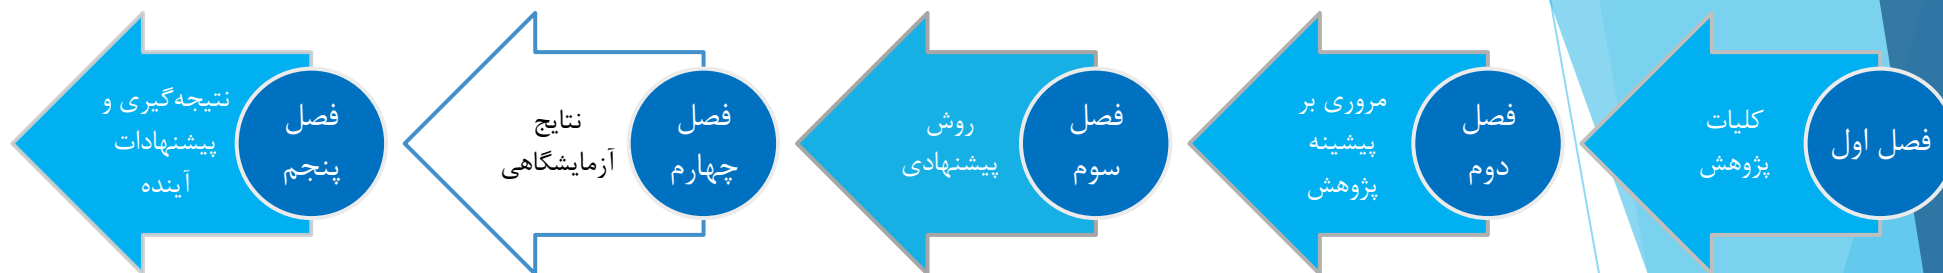 فصل اول
کلیات
پژوهش
فصل
دوم
مروری بر
پیشینه
پژوهش
فصل
سوم
روش
پیشنهادی
فصل
چهارم
نتایج
آزمایشگاهی
فصل
پنجم
نتیجه‌گیری و
پیشنهادات
آینده